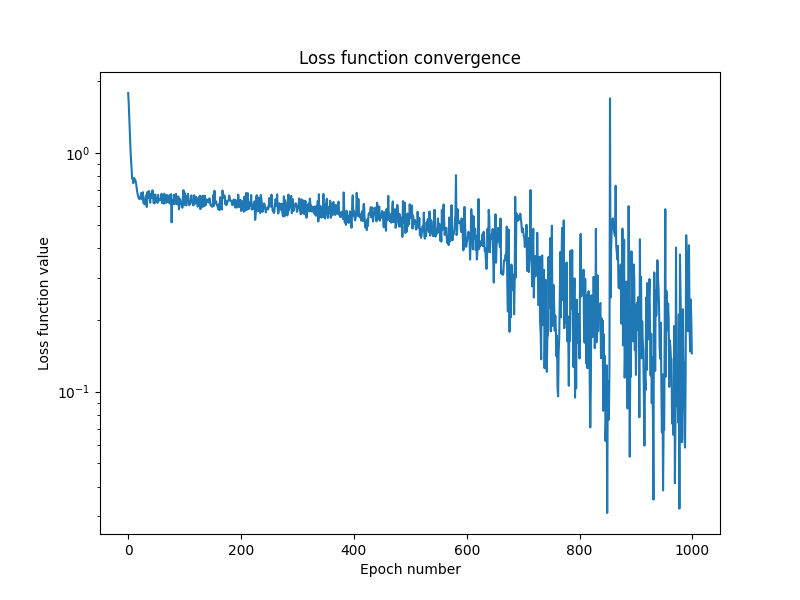 Loss function convergence
Loss function value
10⁰
10⁻¹
0 200 400 600 800 1000
Epoch number